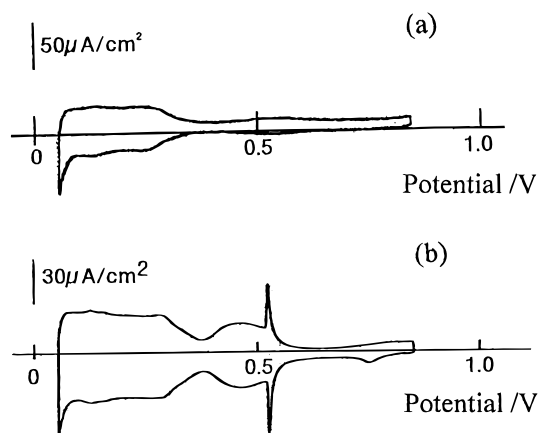 (a)
50μA/cm²
0
0.5
1.0
Potential /V
(b)
30μA/cm²
0
0.5
1.0
Potential /V